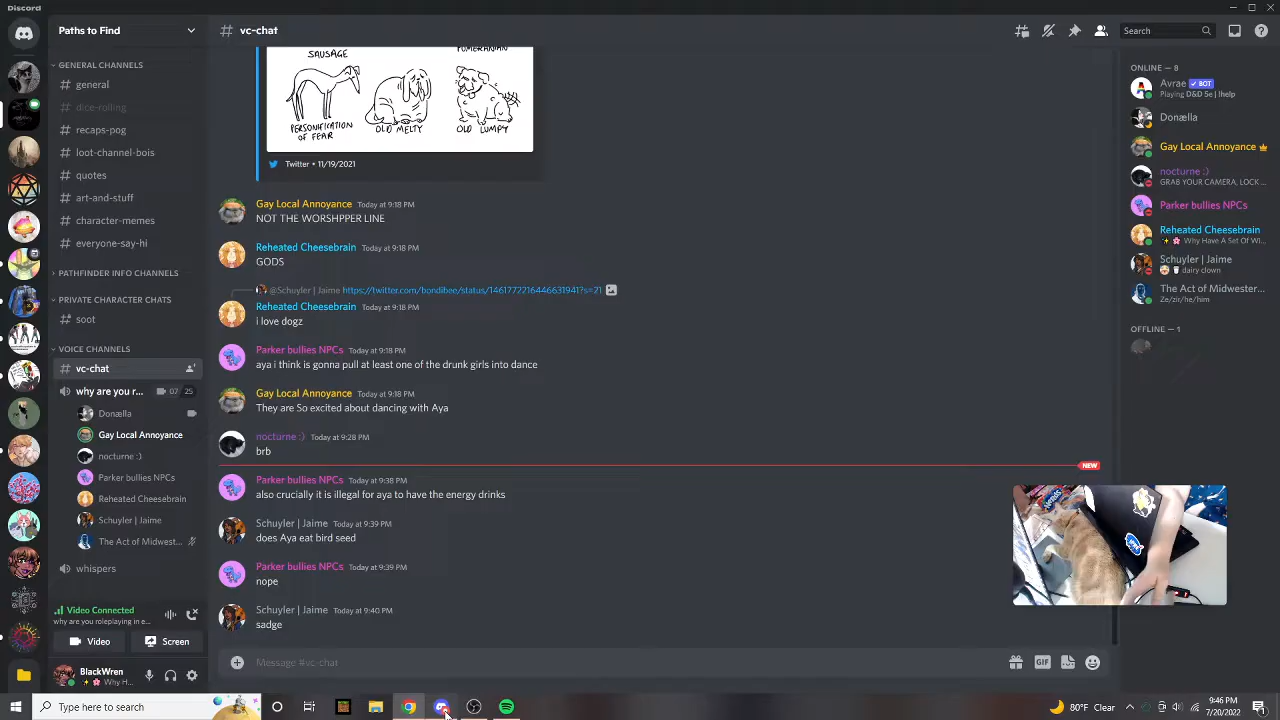 Discord
Paths to Find
vc-chat
Search
GENERAL CHANNELS
general
dice-rolling
recaps-pog
loot-channel-bois
quotes
art-and-stuff
character-memes
everyone-say-hi
PATHFINDER INFO CHANNELS
PRIVATE CHARACTER CHATS
soot
VOICE CHANNELS
vc-chat
why are you r... 07 25
Donælla
Gay Local Annoyance
nocturne :)
Parker bullies NPCs
Reheated Cheesebrain
Schuyler | Jaime
The Act of Midwest...
whispers
Video Connected
why are you roleplaying in e...
Video
Screen
BlackWren
Why H...
SAUSAGE
POMERANIAN
PERSONIFICATION OF FEAR
OLD MELTY
OLD LUMPY
Twitter • 11/19/2021
Gay Local Annoyance Today at 9:18 PM
NOT THE WORSHPPER LINE
Reheated Cheesebrain Today at 9:18 PM
GODS
@Schuyler | Jaime https://twitter.com/bondibee/status/1461772216446631941?s=21
Reheated Cheesebrain Today at 9:18 PM
i love dogz
Parker bullies NPCs Today at 9:18 PM
aya i think is gonna pull at least one of the drunk girls into dance
Gay Local Annoyance Today at 9:18 PM
They are So excited about dancing with Aya
nocturne :) Today at 9:28 PM
brb
NEW
Parker bullies NPCs Today at 9:38 PM
also crucially it is illegal for aya to have the energy drinks
Schuyler | Jaime Today at 9:39 PM
does Aya eat bird seed
Parker bullies NPCs Today at 9:39 PM
nope
Schuyler | Jaime Today at 9:40 PM
sadge
Message #vc-chat
GIF
ONLINE — 8
Avrae BOT
Playing D&D 5e | !help
Donælla
Gay Local Annoyance
nocturne :)
GRAB YOUR CAMERA, LOCK ...
Parker bullies NPCs
Reheated Cheesebrain
Why Have A Set Of WI...
Schuyler | Jaime
dairy clown
The Act of Midwester...
Ze/zir/he/him
OFFLINE — 1
Type here to search
80°F Clear
9:46 PM
7/20/2022